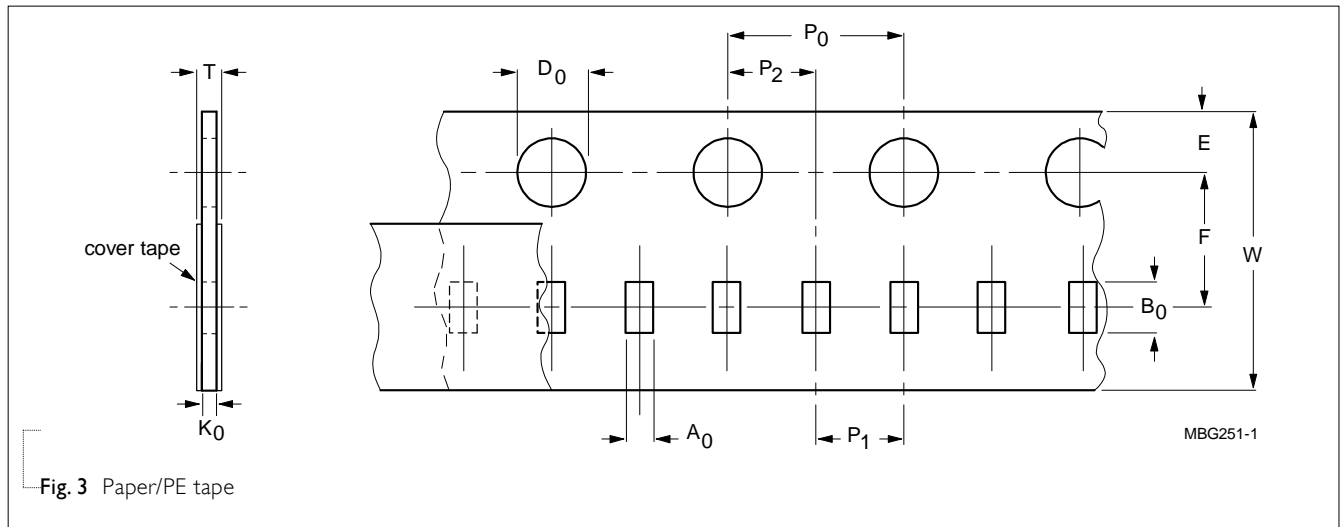 P0
T
D0
P2
E
F
W
cover tape
B0
K0
A0
P1
MBG251-1
Fig. 3 Paper/PE tape